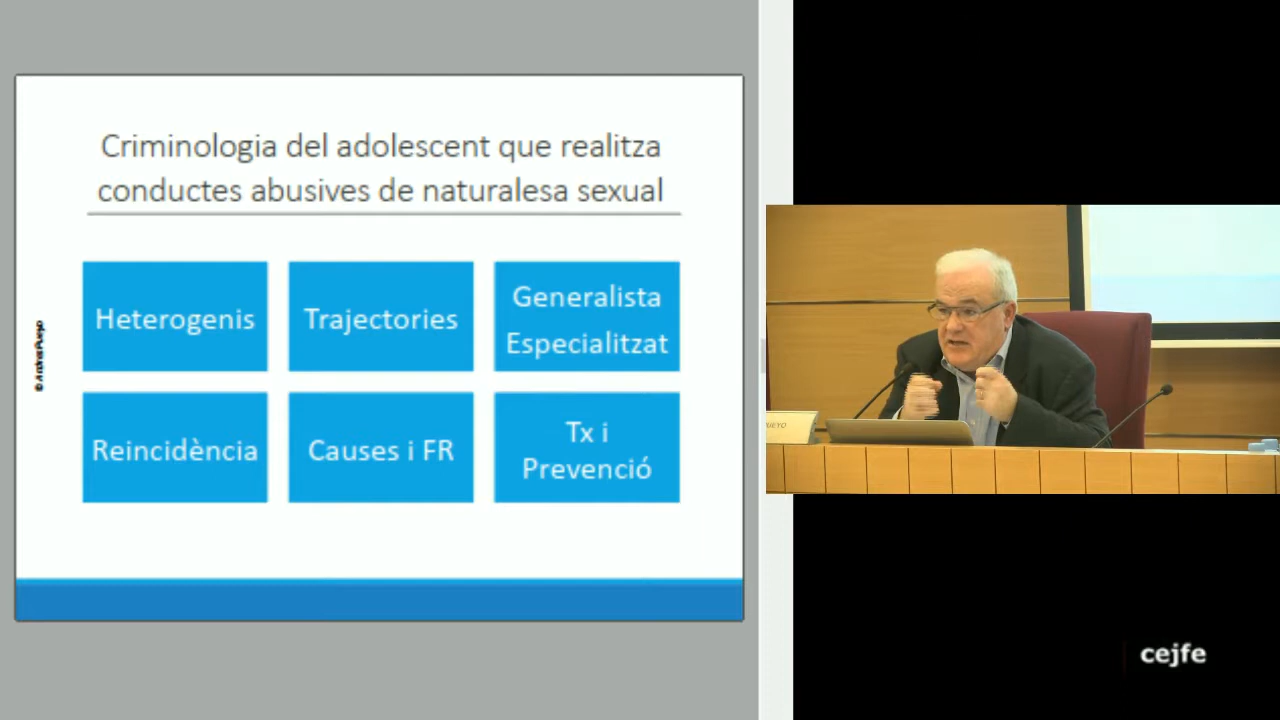 Criminologia del adolescent que realitza
conductes abusives de naturalesa sexual
Heterogenis
Trajectories
Generalista
Especialitzat
Reincidència
Causes i FR
Tx i
Prevenció
cejfe